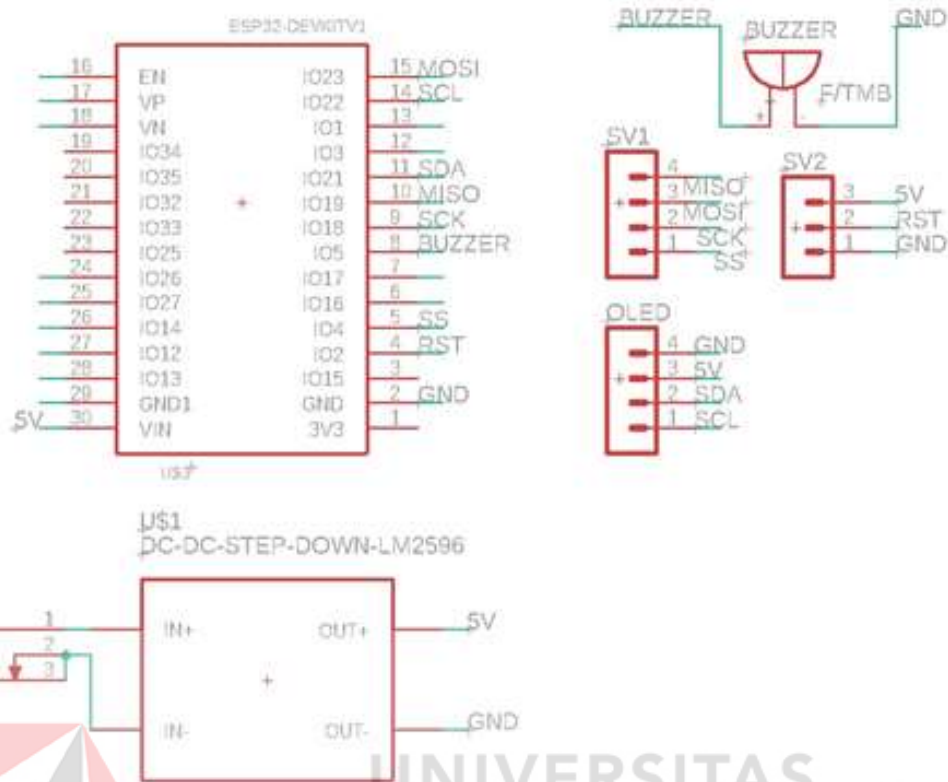 ESP32-DEVKITV1
16 EN IO23 15 MOSI
17 VP IO22 14 SCL
18 VN IO1 13
19 IO34 IO3 12
20 IO35 IO21 11 SDA
21 IO32 IO19 10 MISO
22 IO33 IO18 9 SCK
23 IO25 IO5 8 BUZZER
24 IO26 IO17 7
25 IO27 IO16 6
26 IO14 IO4 5 SS
27 IO12 IO2 4 RST
28 IO13 IO15 3
29 GND1 GND 2 GND
5V 30 VIN 3V3 1
BUZZER GND
BUZZER
F/TMB
+ -
SV1
4 MISO
3 MOSI
2 SCK
1 SS
SV2
3 5V
2 RST
1 GND
OLED
4 GND
3 5V
2 SDA
1 SCL
U$1
DC-DC-STEP-DOWN-LM2596
1 IN+ OUT+ 5V
2
3
IN- OUT- GND
UNIVERSITAS